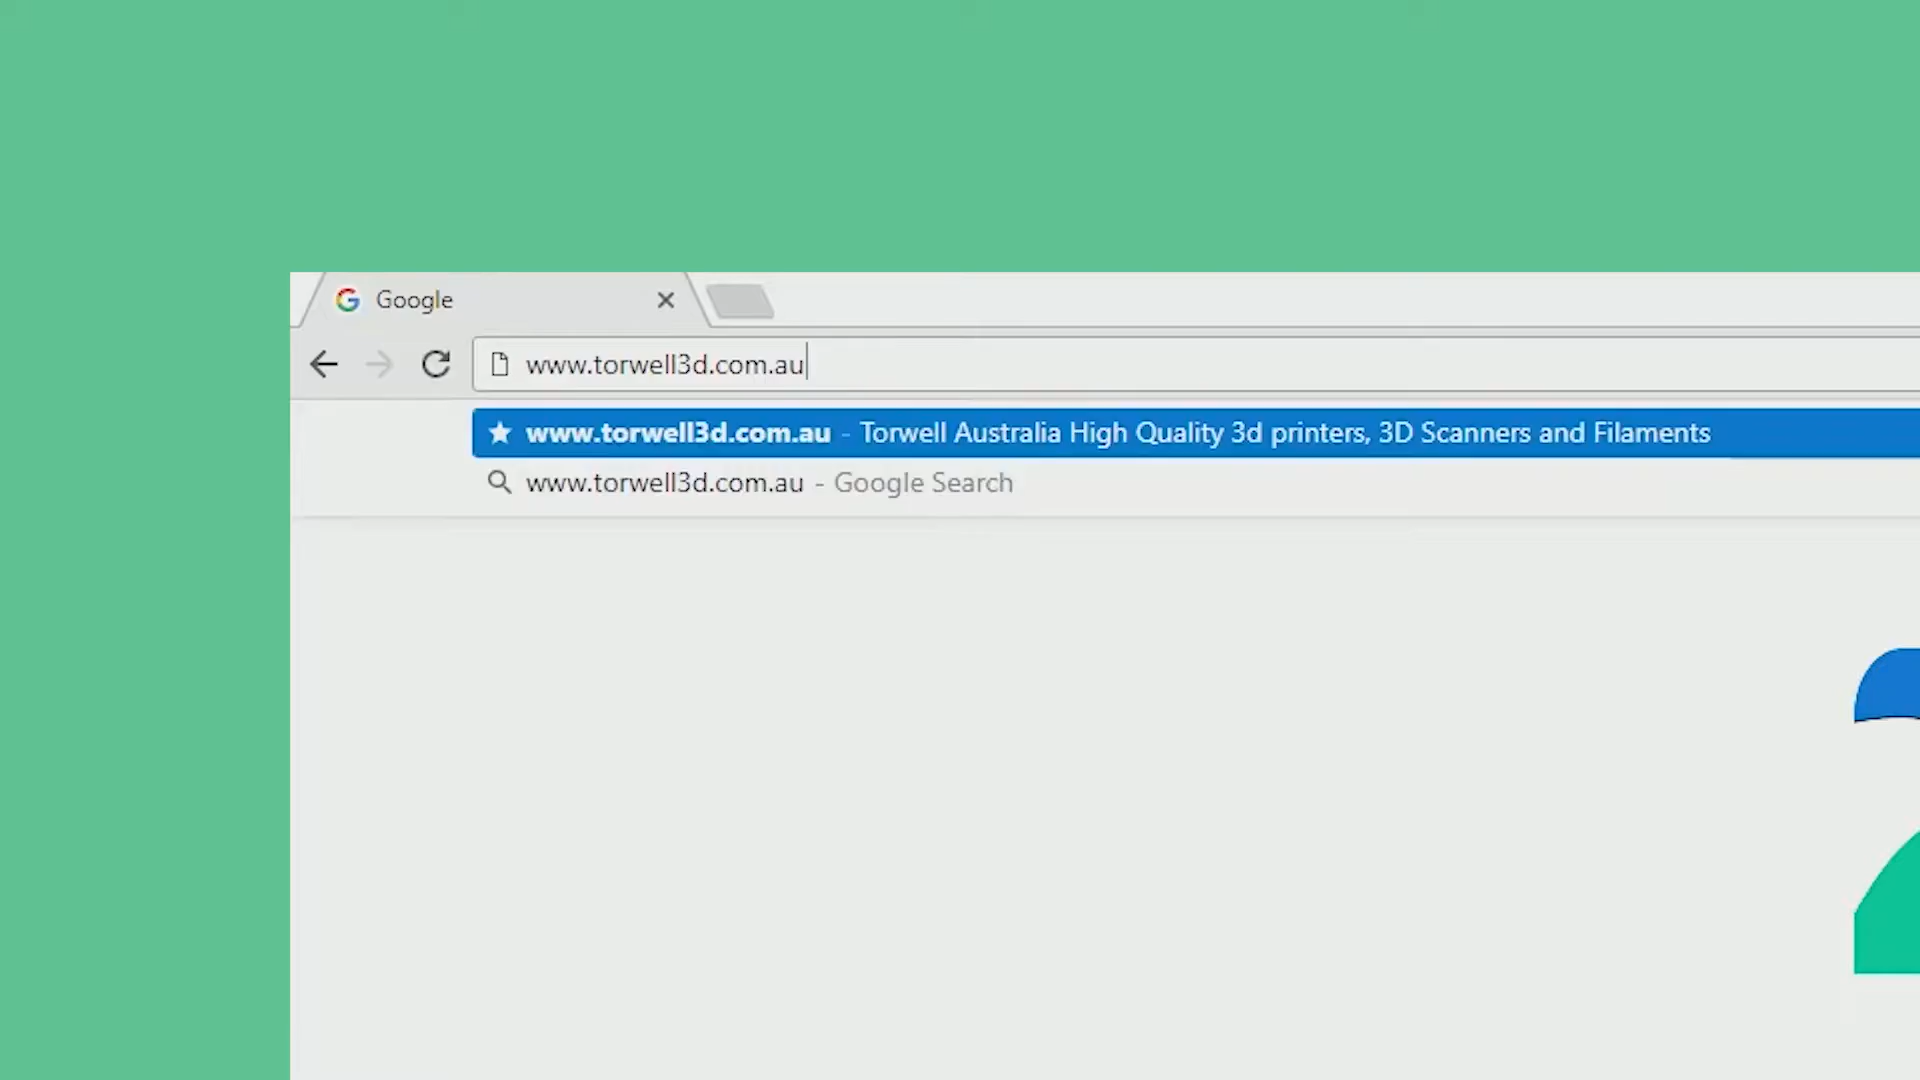 Google
www.torwell3d.com.au
www.torwell3d.com.au - Torwell Australia High Quality 3d printers, 3D Scanners and Filaments
www.torwell3d.com.au - Google Search